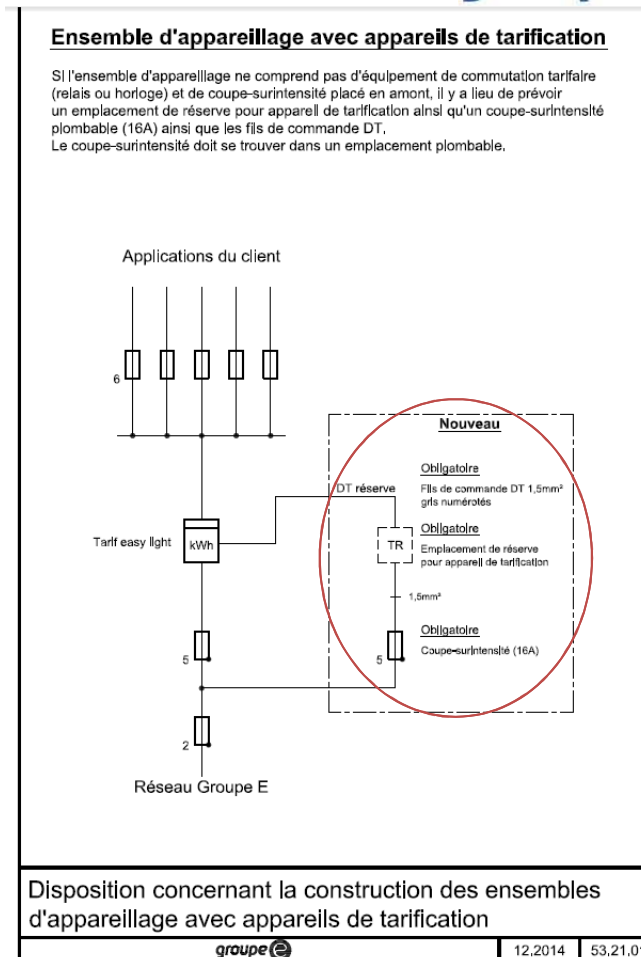 Ensemble d'appareillage avec appareils de tarification
Si l'ensemble d'appareillage ne comprend pas d'équipement de commutation tarifaire
(relais ou horloge) et de coupe-surintensité placé en amont, il y a lieu de prévoir
un emplacement de réserve pour appareil de tarification ainsi qu'un coupe-surintensité
plombable (16A) ainsi que les fils de commande DT.
Le coupe-surintensité doit se trouver dans un emplacement plombable.
Applications du client
6
Nouveau
Obligatoire
DT réserve
Fils de commande DT 1,5mm²
gris numérotés
Obligatoire
Tarif easy light
kWh
TR
Emplacement de réserve
pour appareil de tarification
1,5mm²
Obligatoire
Coupe-surintensité (16A)
5
5
2
Réseau Groupe E
Disposition concernant la construction des ensembles
d'appareillage avec appareils de tarification
groupe e
12.2014
53.21.01